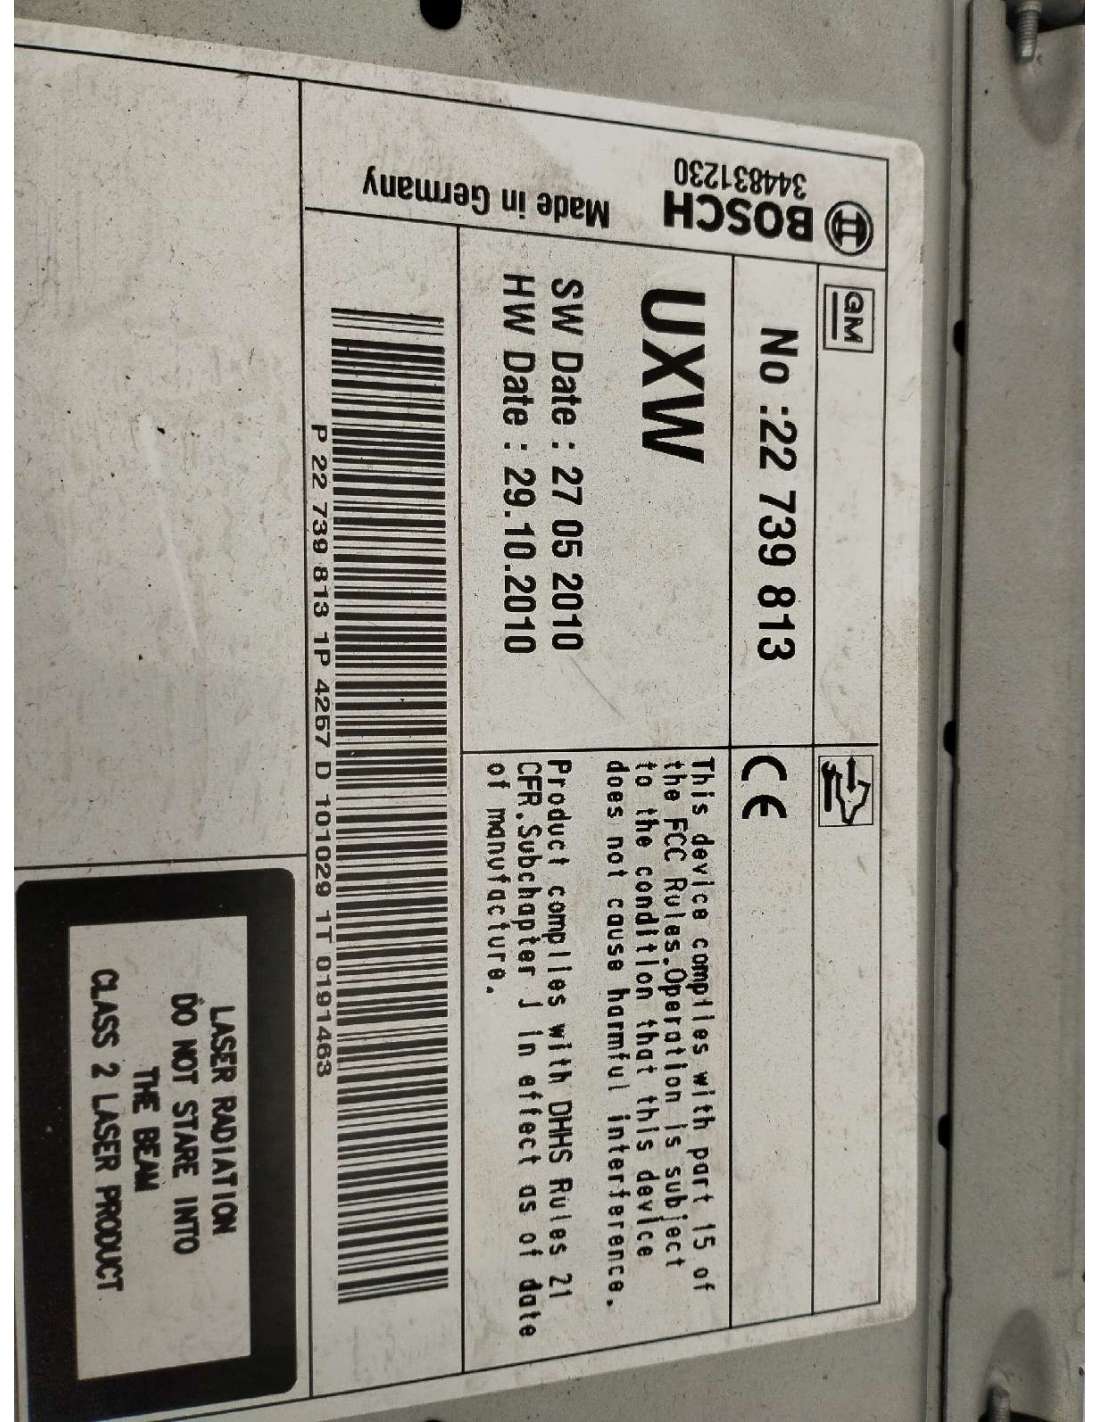 BOSCH
344831230
Made in Germany
GM
No :22 739 813
CE
UXW
SW Date : 27 05 2010
HW Date : 29.10.2010
This device complies with part 15 of
the FCC Rules.Operation is subject
to the condition that this device
does not cause harmful interference.
Product complies with DHHS Rules 21
CFR.Subchapter J in effect as of date
of manufacture.
P 22 739 813 1P 4257 D 101029 1T 0191463
LASER RADIATION
DO NOT STARE INTO
THE BEAM
CLASS 2 LASER PRODUCT